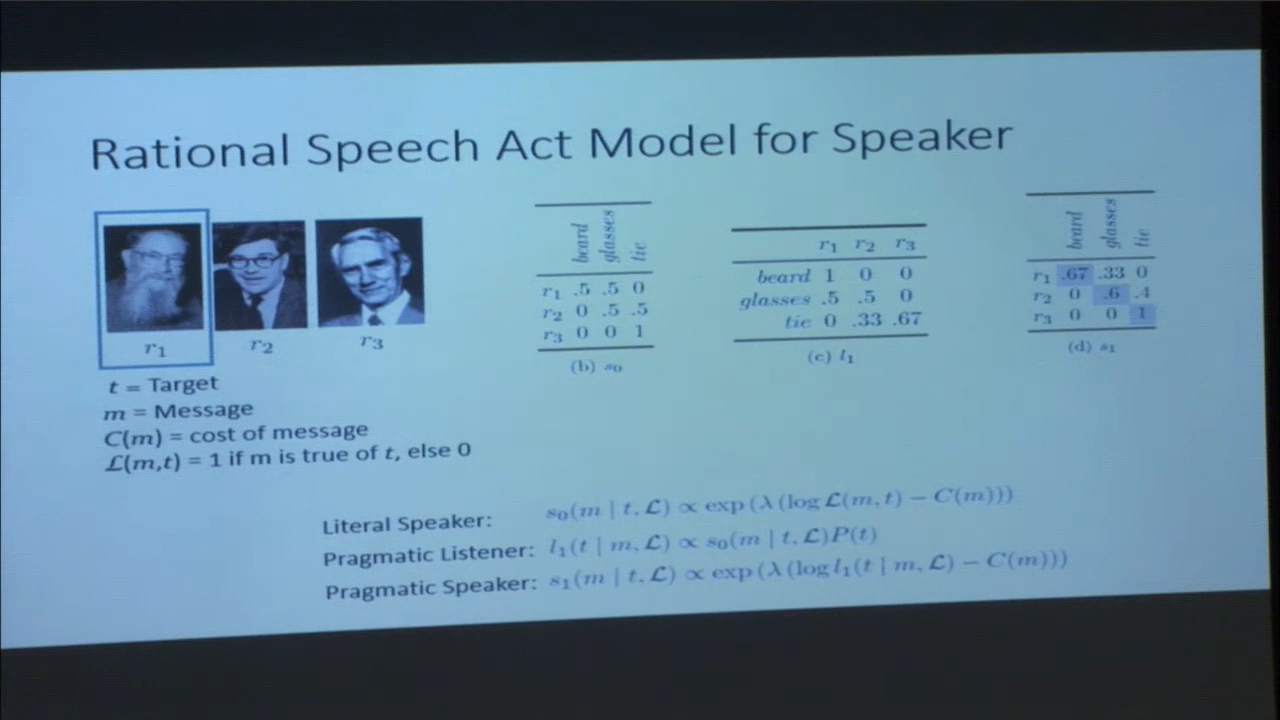 Rational Speech Act Model for Speaker
r₁ r₂ r₃
t = Target
m = Message
C(m) = cost of message
ℒ(m,t) = 1 if m is true of t, else 0
beard glasses tie
r₁ .5 .5 0
r₂ 0 .5 .5
r₃ 0 0 1
(b) s₀
r₁ r₂ r₃
beard 1 0 0
glasses .5 .5 0
tie 0 .33 .67
(c) l₁
beard glasses tie
r₁ .67 .33 0
r₂ 0 .6 .4
r₃ 0 0 1
(d) s₁
Literal Speaker: s₀(m | t, ℒ) ∝ exp (λ (log ℒ(m, t) − C(m)))
Pragmatic Listener: l₁(t | m, ℒ) ∝ s₀(m | t, ℒ)P(t)
Pragmatic Speaker: s₁(m | t, ℒ) ∝ exp (λ (log l₁(t | m, ℒ) − C(m)))